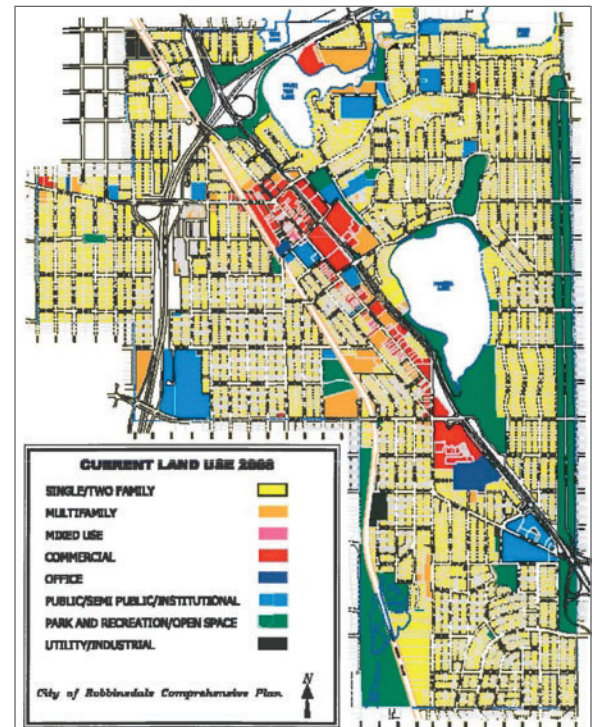 CURRENT LAND USE 2008
SINGLE/TWO FAMILY
MULTIFAMILY
MIXED USE
COMMERCIAL
OFFICE
PUBLIC/SEMI PUBLIC/INSTITUTIONAL
PARK AND RECREATION/OPEN SPACE
UTILITY/INDUSTRIAL
City of Robbinsdale Comprehensive Plan
N